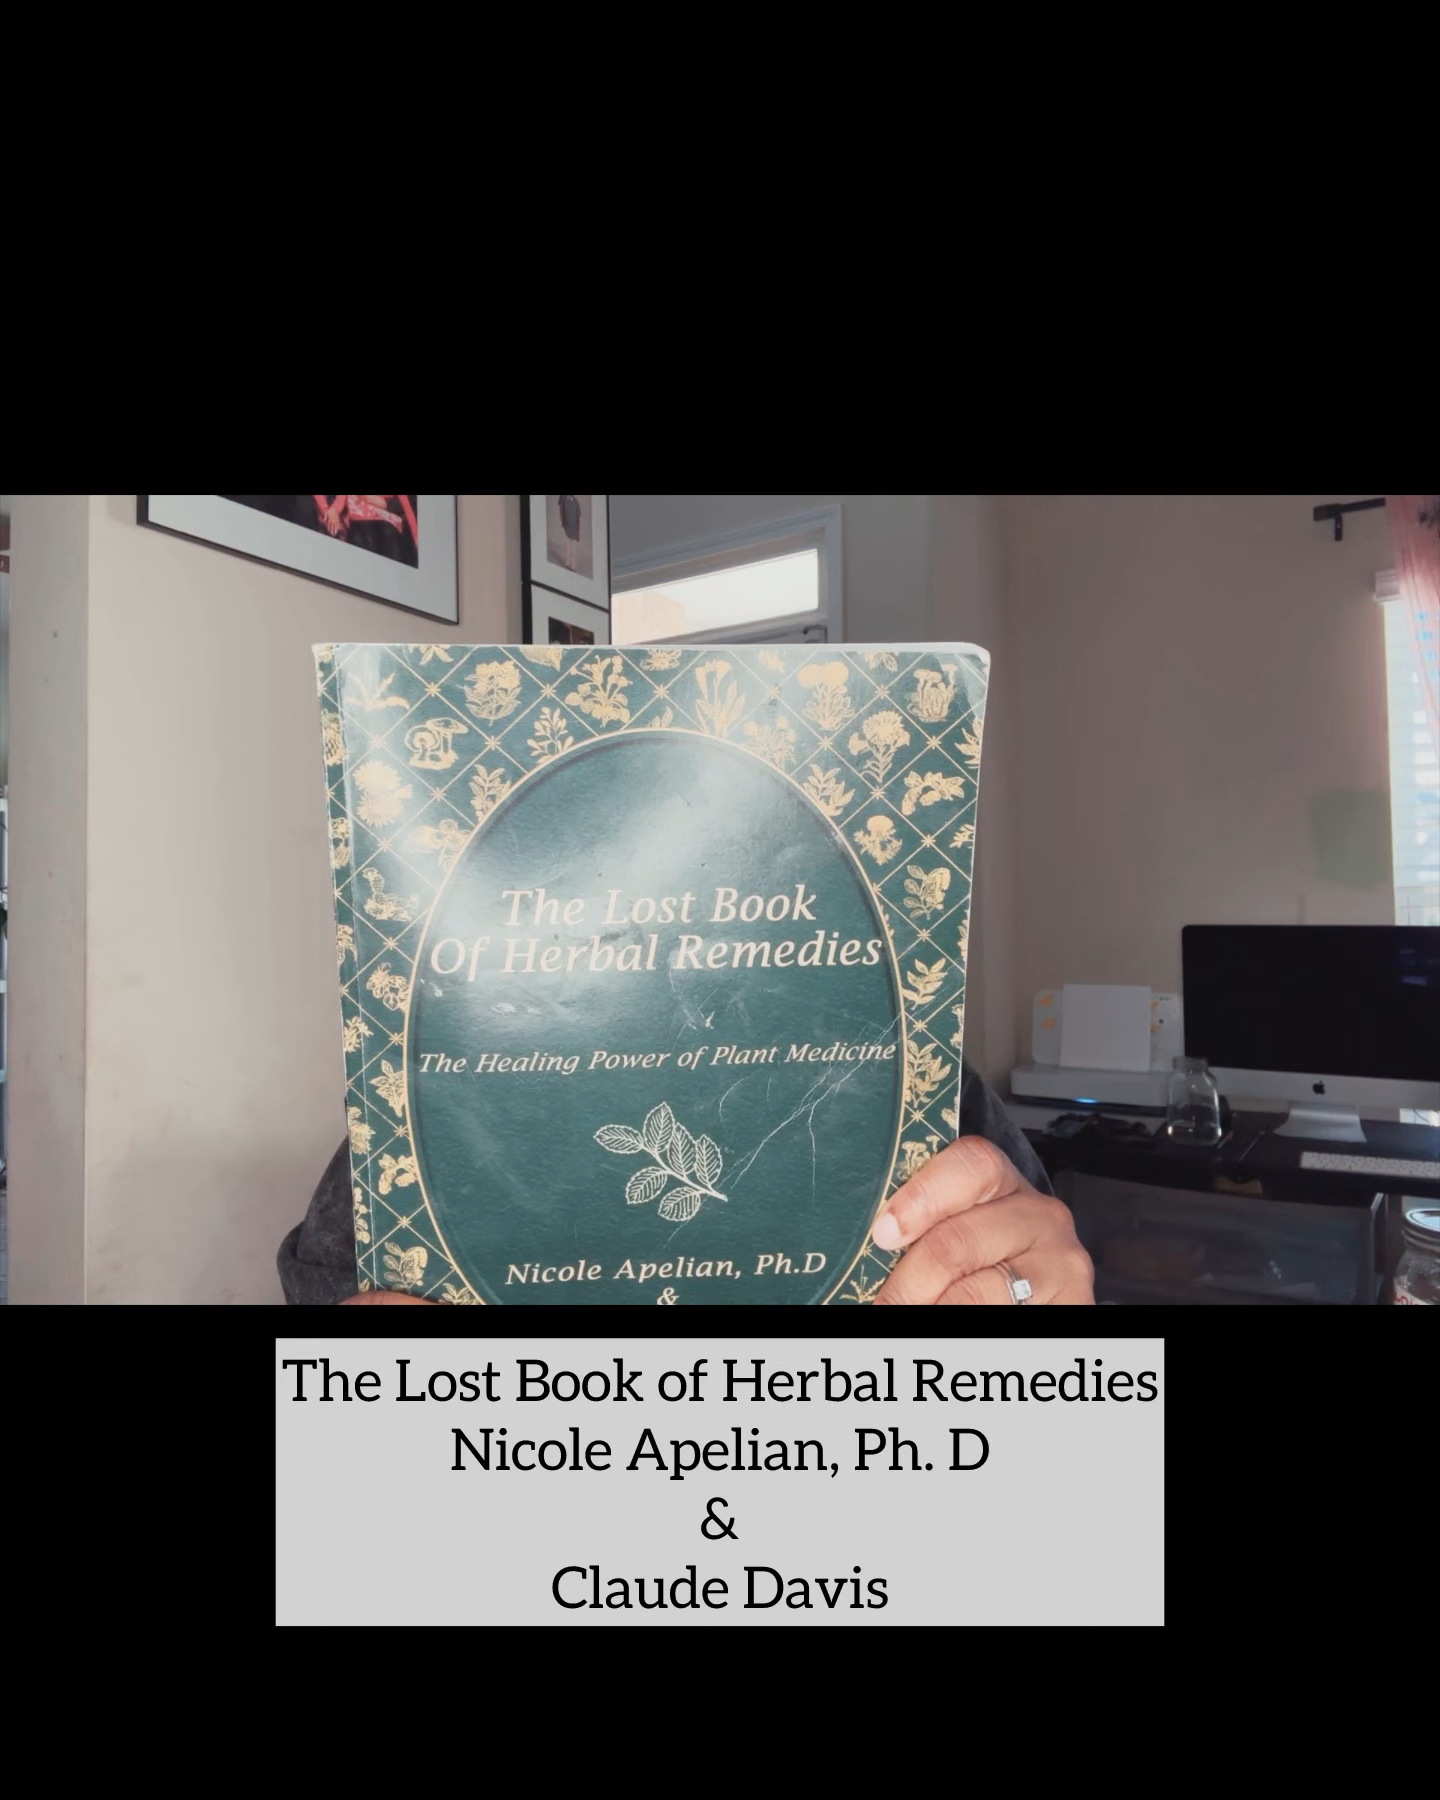 The Lost Book
Of Herbal Remedies
The Healing Power of Plant Medicine
Nicole Apelian, Ph.D
&
The Lost Book of Herbal Remedies
Nicole Apelian, Ph. D
&
Claude Davis